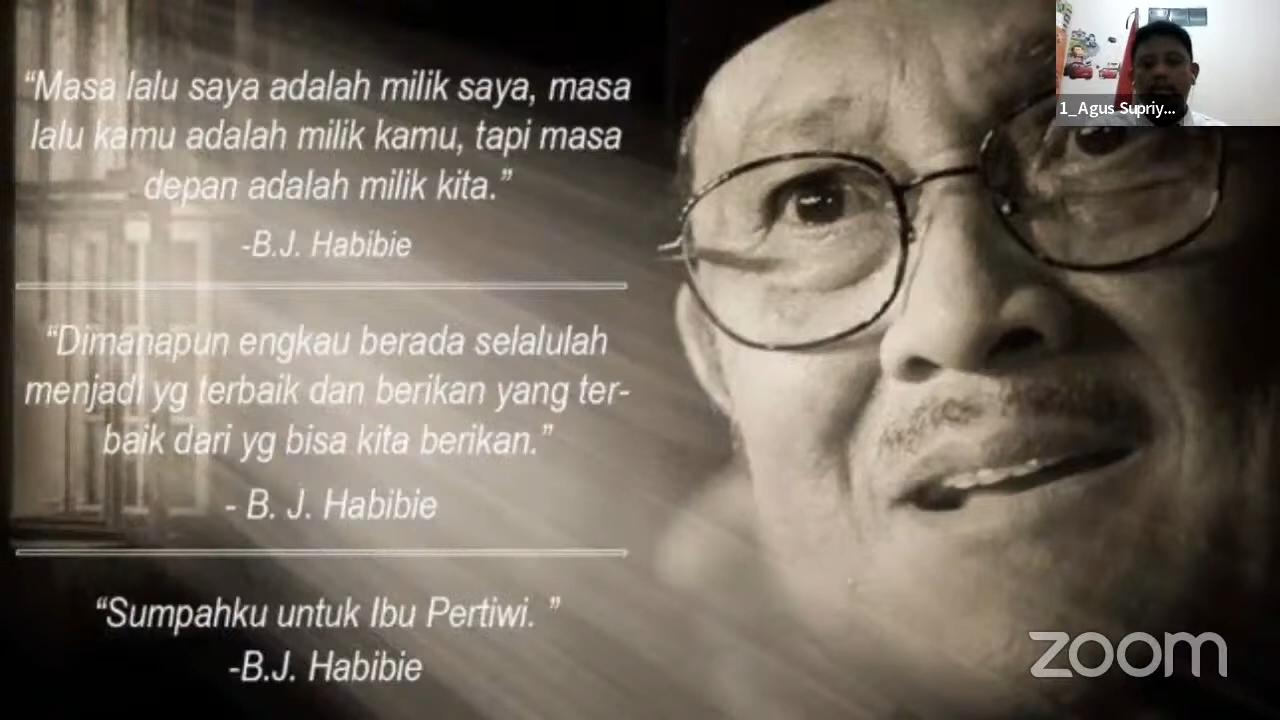 “Masa lalu saya adalah milik saya, masa
lalu kamu adalah milik kamu, tapi masa
depan adalah milik kita.”
-B.J. Habibie
“Dimanapun engkau berada selalulah
menjadi yg terbaik dan berikan yang ter-
baik dari yg bisa kita berikan.”
- B. J. Habibie
“Sumpahku untuk Ibu Pertiwi. ”
-B.J. Habibie
1_Agus Supriy...
zoom